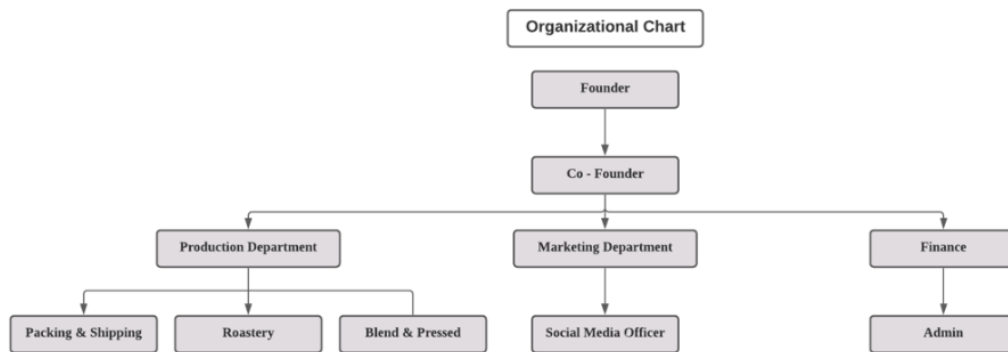 Organizational Chart
Founder
Co - Founder
Production Department
Marketing Department
Finance
Packing & Shipping
Roastery
Blend & Pressed
Social Media Officer
Admin